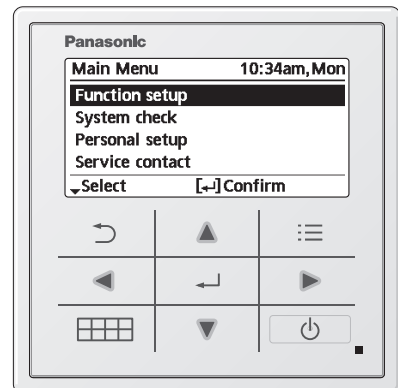 Panasonic
Main Menu 10:34am, Mon
Function setup
System check
Personal setup
Service contact
Select [↵] Confirm